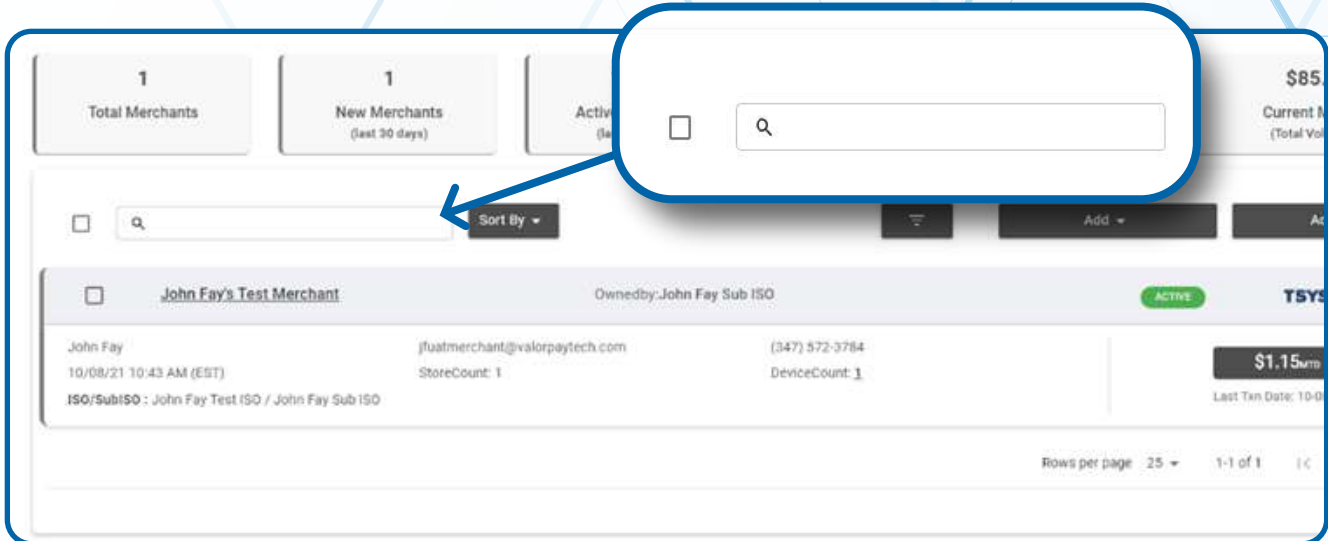 1
Total Merchants
1
New Merchants
(last 30 days)
Active
(la
$85.
Current M
(Total Vol
Sort By
Add
Ad
John Fay's Test Merchant
Ownedby:John Fay Sub ISO
ACTIVE
TSYS
John Fay
jfuatmerchant@valorpaytech.com
(347) 572-3784
10/08/21 10:43 AM (EST)
StoreCount: 1
DeviceCount: 1
$1.15MTD
ISO/SubISO : John Fay Test ISO / John Fay Sub ISO
Last Txn Date: 10-0
Rows per page 25
1-1 of 1